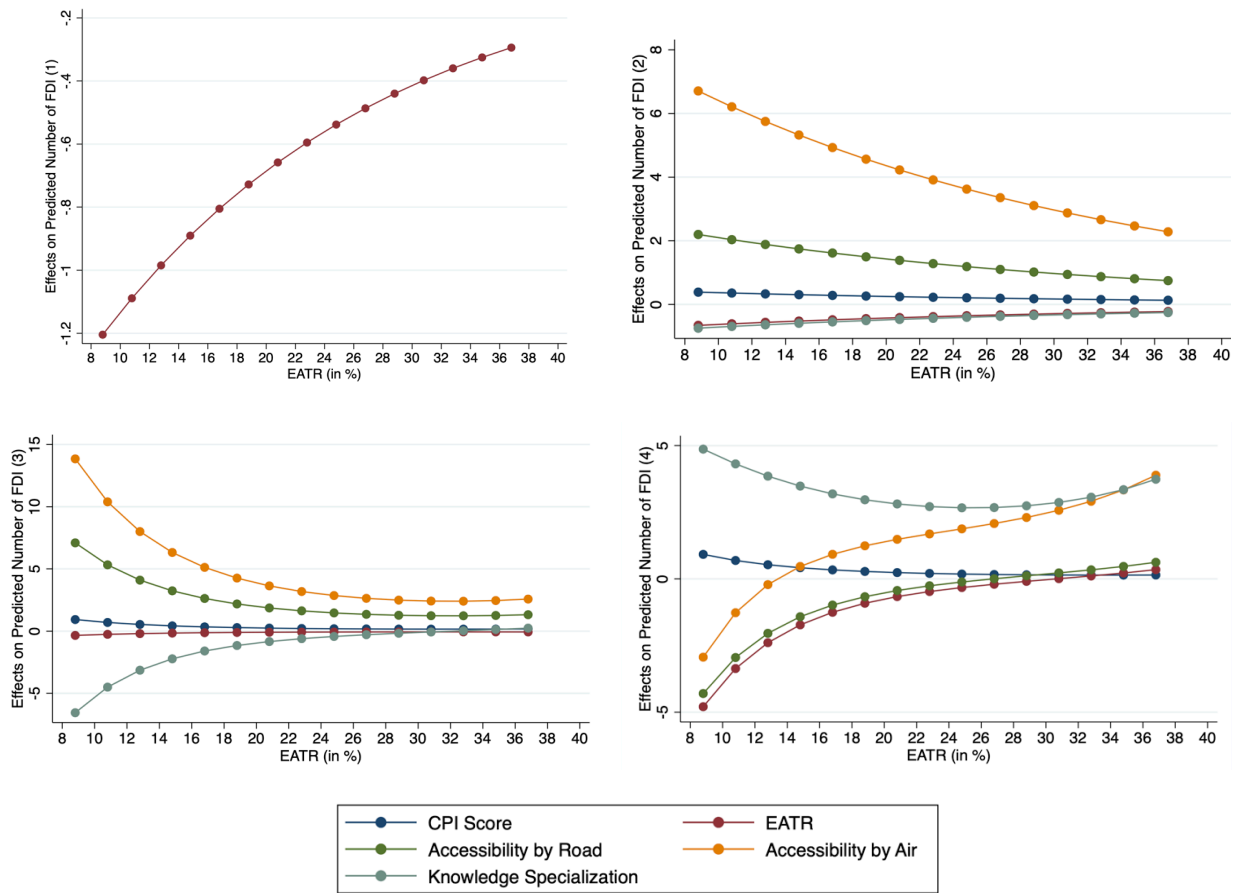 Effects on Predicted Number of FDI (1)
-.2
-.4
-.6
-.8
-1
-1.2
8 10 12 14 16 18 20 22 24 26 28 30 32 34 36 38 40
EATR (in %)
Effects on Predicted Number of FDI (2)
8
6
4
2
0
8 10 12 14 16 18 20 22 24 26 28 30 32 34 36 38 40
EATR (in %)
Effects on Predicted Number of FDI (3)
15
10
5
0
-5
8 10 12 14 16 18 20 22 24 26 28 30 32 34 36 38 40
EATR (in %)
Effects on Predicted Number of FDI (4)
5
0
-5
8 10 12 14 16 18 20 22 24 26 28 30 32 34 36 38 40
EATR (in %)
CPI Score
EATR
Accessibility by Road
Accessibility by Air
Knowledge Specialization